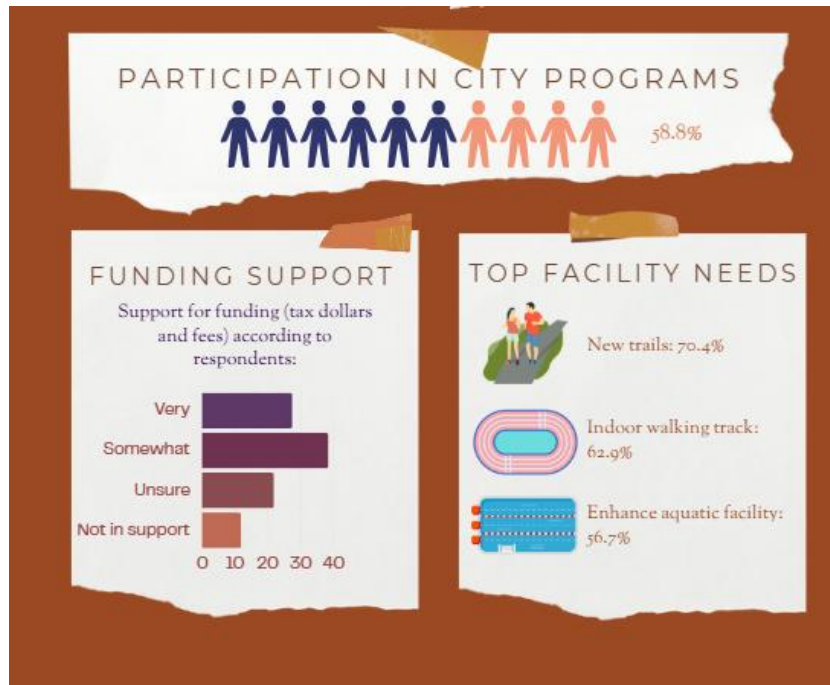 PARTICIPATION IN CITY PROGRAMS
58.8%
FUNDING SUPPORT
Support for funding (tax dollars
and fees) according to
respondents:
Very
Somewhat
Unsure
Not in support
0 10 20 30 40
TOP FACILITY NEEDS
New trails: 70.4%
Indoor walking track:
62.9%
Enhance aquatic facility:
56.7%